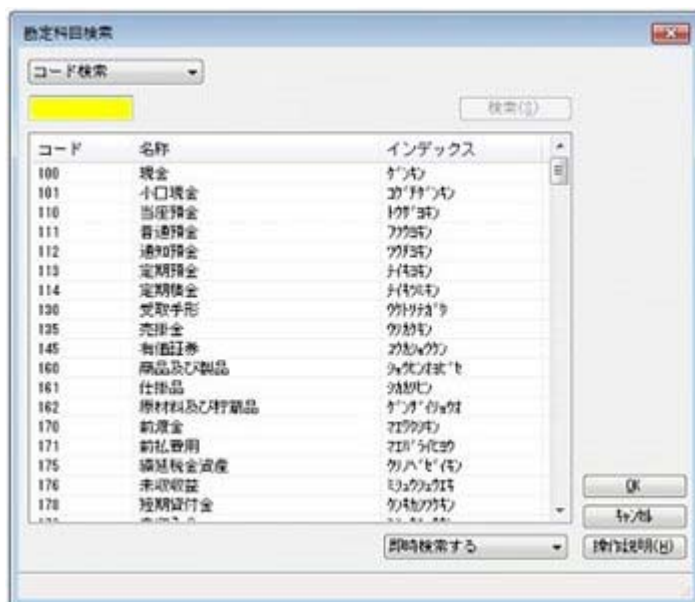 勘定科目検索
コード検索
検索(S)
コード 名称 インデックス
100 現金 ｹﾞﾝｷﾝ
101 小口現金 ｺｸﾞﾁｹﾞﾝｷﾝ
110 当座預金 ﾄｳｻﾞﾖｷﾝ
111 普通預金 ﾌﾂｳﾖｷﾝ
112 通知預金 ﾂｳﾁﾖｷﾝ
113 定期預金 ﾃｲｷﾖｷﾝ
114 定期積金 ﾃｲｷﾂﾐｷﾝ
130 受取手形 ｳｹﾄﾘﾃｶﾞﾀ
135 売掛金 ｳﾘｶｹｷﾝ
145 有価証券 ﾕｳｶｼｮｳｹﾝ
160 商品及び製品 ｼｮｳﾋﾝｵﾖﾋﾞｾ
161 仕掛品 ｼｶｶﾘﾋﾝ
162 原材料及び貯蔵品 ｹﾞﾝｻﾞｲﾘｮｳｵ
170 前渡金 ﾏｴﾜﾀｼｷﾝ
171 前払費用 ﾏｴﾊﾞﾗｲﾋﾖｳ
175 繰延税金資産 ｸﾘﾉﾍﾞｾﾞｲｷﾝ
176 未収収益 ﾐｼｭｳｼｭｳｴｷ
178 短期貸付金 ﾀﾝｷｶｼﾂｹｷﾝ
OK
ｷｬﾝｾﾙ
即時検索する 操作説明(H)